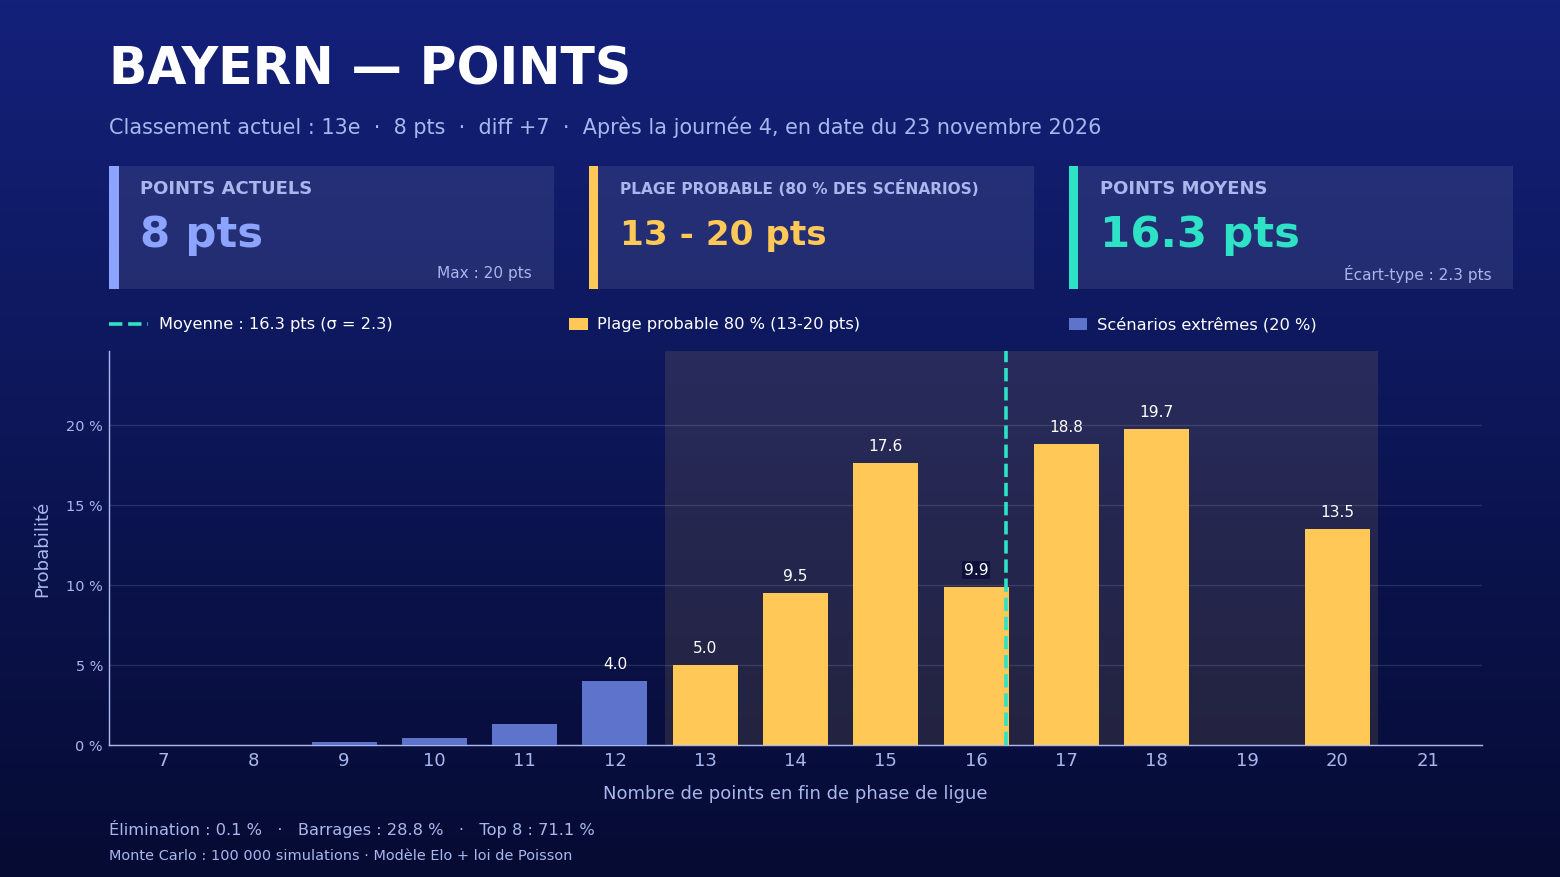 BAYERN — POINTS
Classement actuel : 13e · 8 pts · diff +7 · Après la journée 4, en date du 23 novembre 2026
POINTS ACTUELS
8 pts
Max : 20 pts
PLAGE PROBABLE (80 % DES SCÉNARIOS)
13 - 20 pts
POINTS MOYENS
16.3 pts
Écart-type : 2.3 pts
Moyenne : 16.3 pts (σ = 2.3)
Plage probable 80 % (13-20 pts)
Scénarios extrêmes (20 %)
Probabilité
20 %
15 %
10 %
5 %
0 %
4.0
5.0
9.5
17.6
9.9
18.8
19.7
13.5
7 8 9 10 11 12 13 14 15 16 17 18 19 20 21
Nombre de points en fin de phase de ligue
Élimination : 0.1 % · Barrages : 28.8 % · Top 8 : 71.1 %
Monte Carlo : 100 000 simulations · Modèle Elo + loi de Poisson